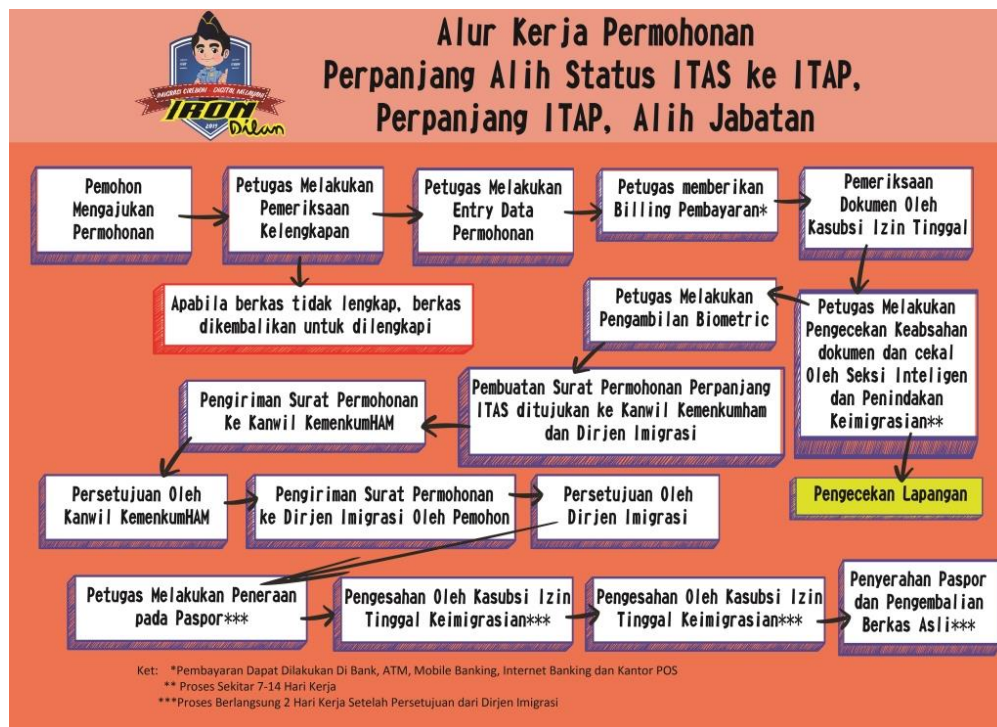 Alur Kerja Permohonan
Perpanjang Alih Status ITAS ke ITAP,
Perpanjang ITAP, Alih Jabatan
IMIGRASI CIREBON - DIGITAL MELAYANI
IRON
2019
Dilan
Pemohon
Mengajukan
Permohonan
Petugas Melakukan
Pemeriksaan
Kelengkapan
Petugas Melakukan
Entry Data
Permohonan
Petugas memberikan
Billing Pembayaran*
Pemeriksaan
Dokumen Oleh
Kasubsi Izin Tinggal
Apabila berkas tidak lengkap, berkas
dikembalikan untuk dilengkapi
Petugas Melakukan
Pengambilan Biometric
Petugas Melakukan
Pengecekan Keabsahan
dokumen dan cekal
Oleh Seksi Inteligen
dan Penindakan
Keimigrasian**
Pengiriman Surat Permohonan
Ke Kanwil KemenkumHAM
Pembuatan Surat Permohonan Perpanjang
ITAS ditujukan ke Kanwil Kemenkumham
dan Dirjen Imigrasi
Persetujuan Oleh
Kanwil KemenkumHAM
Pengiriman Surat Permohonan
ke Dirjen Imigrasi Oleh Pemohon
Persetujuan Oleh
Dirjen Imigrasi
Pengecekan Lapangan
Petugas Melakukan Peneraan
pada Paspor***
Pengesahan Oleh Kasubsi Izin
Tinggal Keimigrasian***
Pengesahan Oleh Kasubsi Izin
Tinggal Keimigrasian***
Penyerahan Paspor
dan Pengembalian
Berkas Asli***
Ket: *Pembayaran Dapat Dilakukan Di Bank, ATM, Mobile Banking, Internet Banking dan Kantor POS
** Proses Sekitar 7-14 Hari Kerja
***Proses Berlangsung 2 Hari Kerja Setelah Persetujuan dari Dirjen Imigrasi